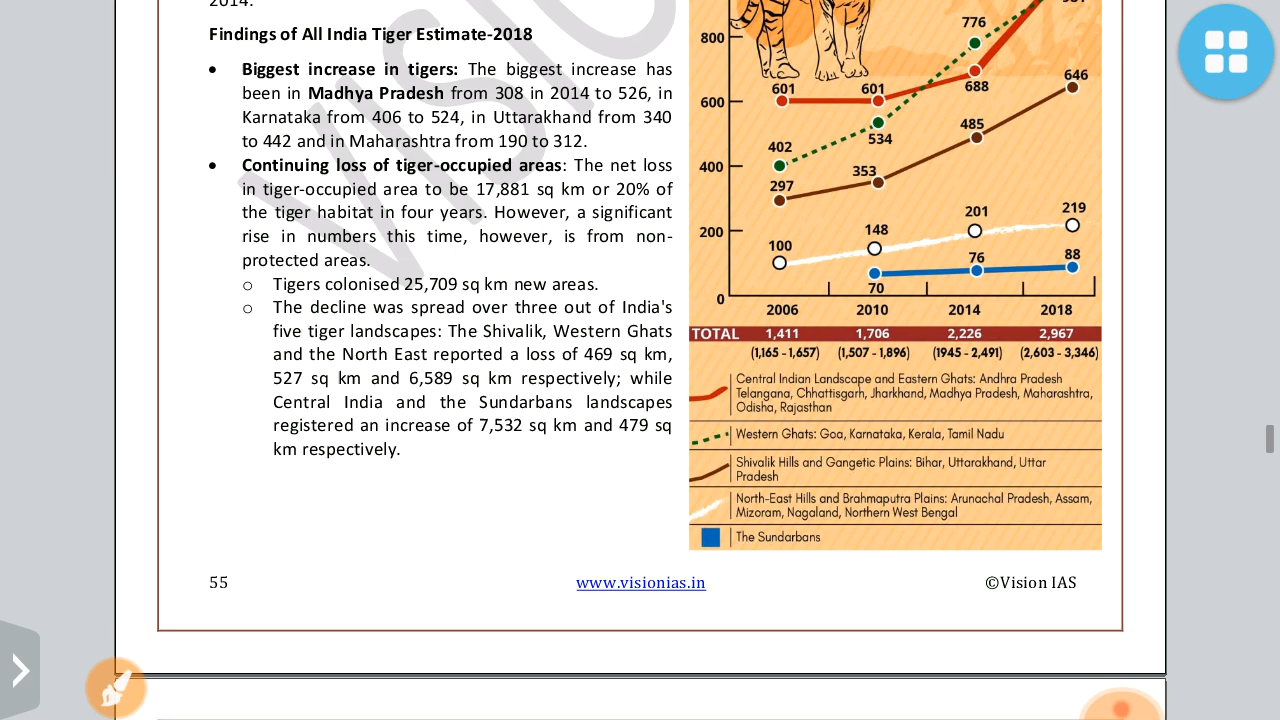 2014.
Findings of All India Tiger Estimate-2018
• Biggest increase in tigers: The biggest increase has
been in Madhya Pradesh from 308 in 2014 to 526, in
Karnataka from 406 to 524, in Uttarakhand from 340
to 442 and in Maharashtra from 190 to 312.
• Continuing loss of tiger-occupied areas: The net loss
in tiger-occupied area to be 17,881 sq km or 20% of
the tiger habitat in four years. However, a significant
rise in numbers this time, however, is from non-
protected areas.
o Tigers colonised 25,709 sq km new areas.
o The decline was spread over three out of India's
five tiger landscapes: The Shivalik, Western Ghats
and the North East reported a loss of 469 sq km,
527 sq km and 6,589 sq km respectively; while
Central India and the Sundarbans landscapes
registered an increase of 7,532 sq km and 479 sq
km respectively.
776
800
646
601 601
688
600
485
534
402
400
353
297
201 219
200
148
100
76 88
70
0
2006 2010 2014 2018
TOTAL 1,411 1,706 2,226 2,967
(1,165 - 1,657) (1,507 - 1,896) (1945 - 2,491) (2,603 - 3,346)
Central Indian Landscape and Eastern Ghats: Andhra Pradesh
Telangana, Chhattisgarh, Jharkhand, Madhya Pradesh, Maharashtra,
Odisha, Rajasthan
Western Ghats: Goa, Karnataka, Kerala, Tamil Nadu
Shivalik Hills and Gangetic Plains: Bihar, Uttarakhand, Uttar
Pradesh
North-East Hills and Brahmaputra Plains: Arunachal Pradesh, Assam,
Mizoram, Nagaland, Northern West Bengal
The Sundarbans
55 www.visionias.in ©Vision IAS